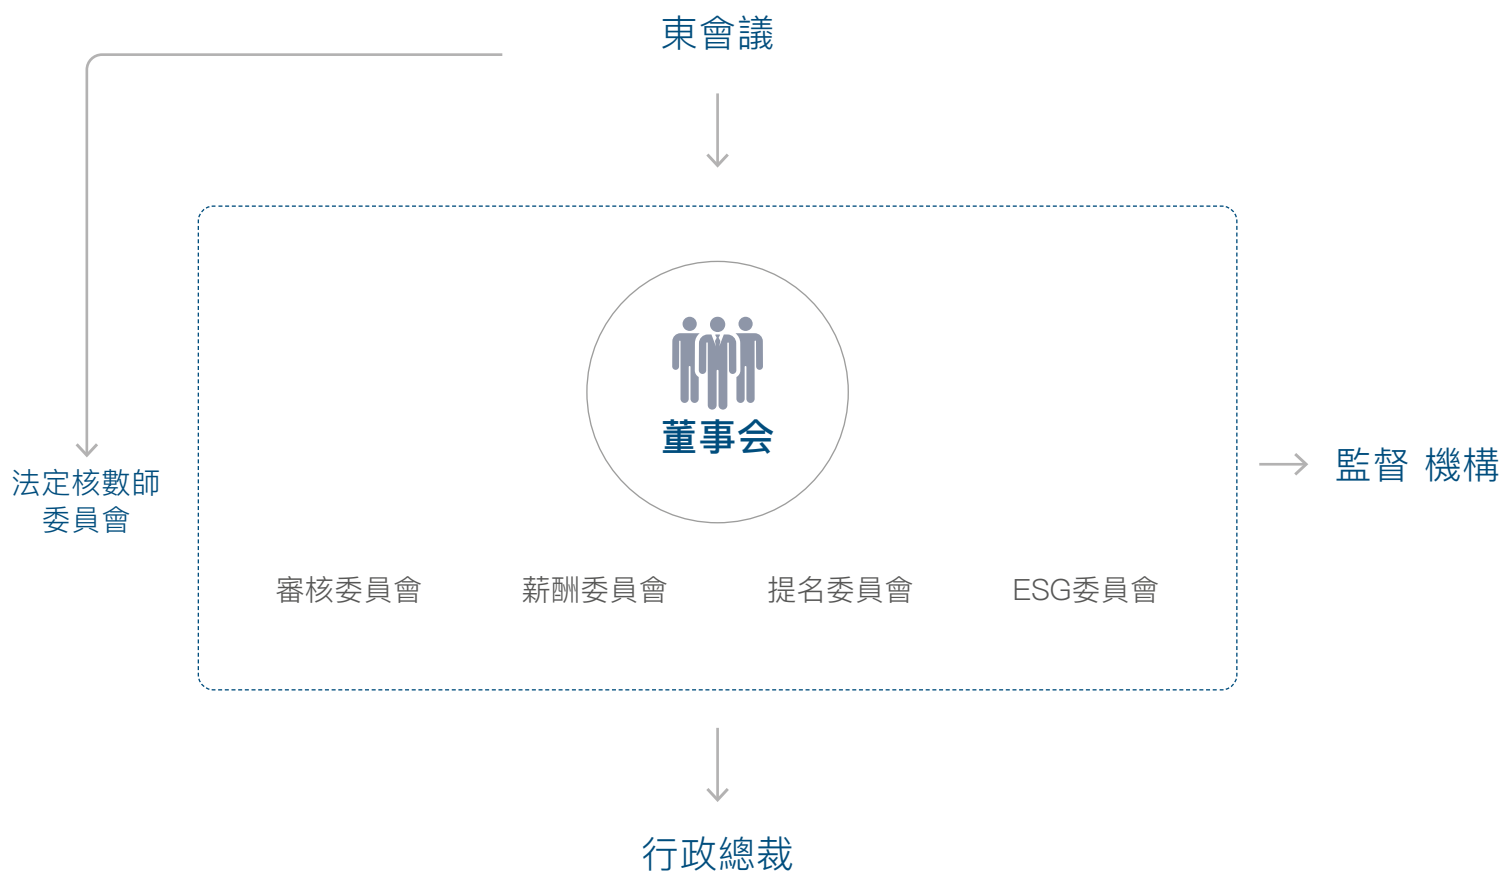 東會議
董事会
法定核數師
委員會
監督 機構
審核委員會
薪酬委員會
提名委員會
ESG委員會
行政總裁